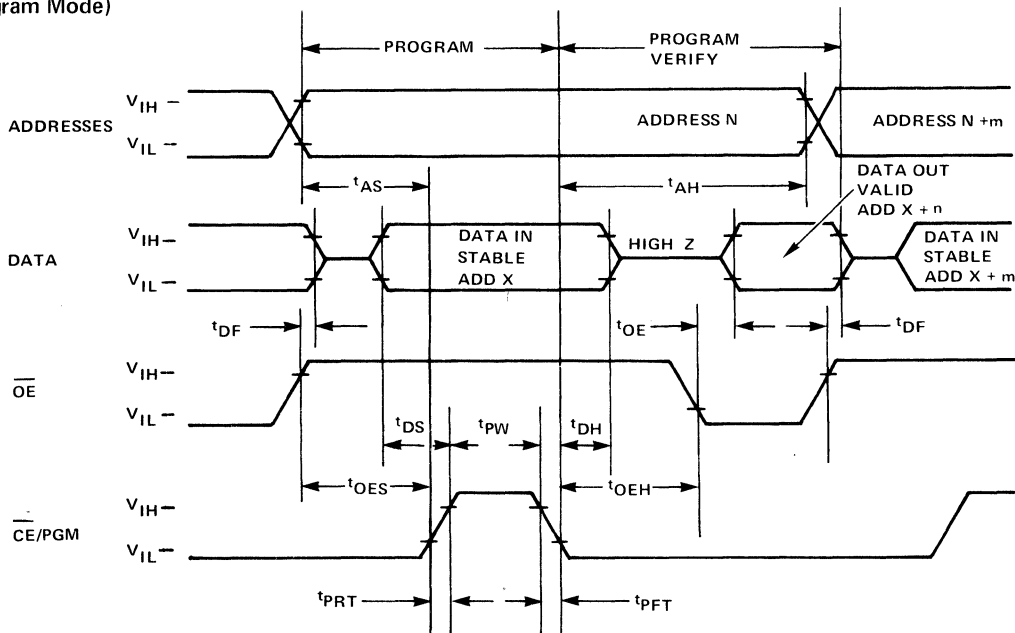 gram Mode)
PROGRAM
PROGRAM
VERIFY
ADDRESSES
VIH
VIL
ADDRESS N
ADDRESS N +m
tAS
tAH
DATA OUT
VALID
ADD X + n
DATA
VIH
VIL
DATA IN
STABLE
ADD X
HIGH Z
DATA IN
STABLE
ADD X + m
tDF
tOE
tDF
OE
VIH
VIL
tDS
tPW
tDH
tOES
tOEH
CE/PGM
VIH
VIL
tPRT
tPFT